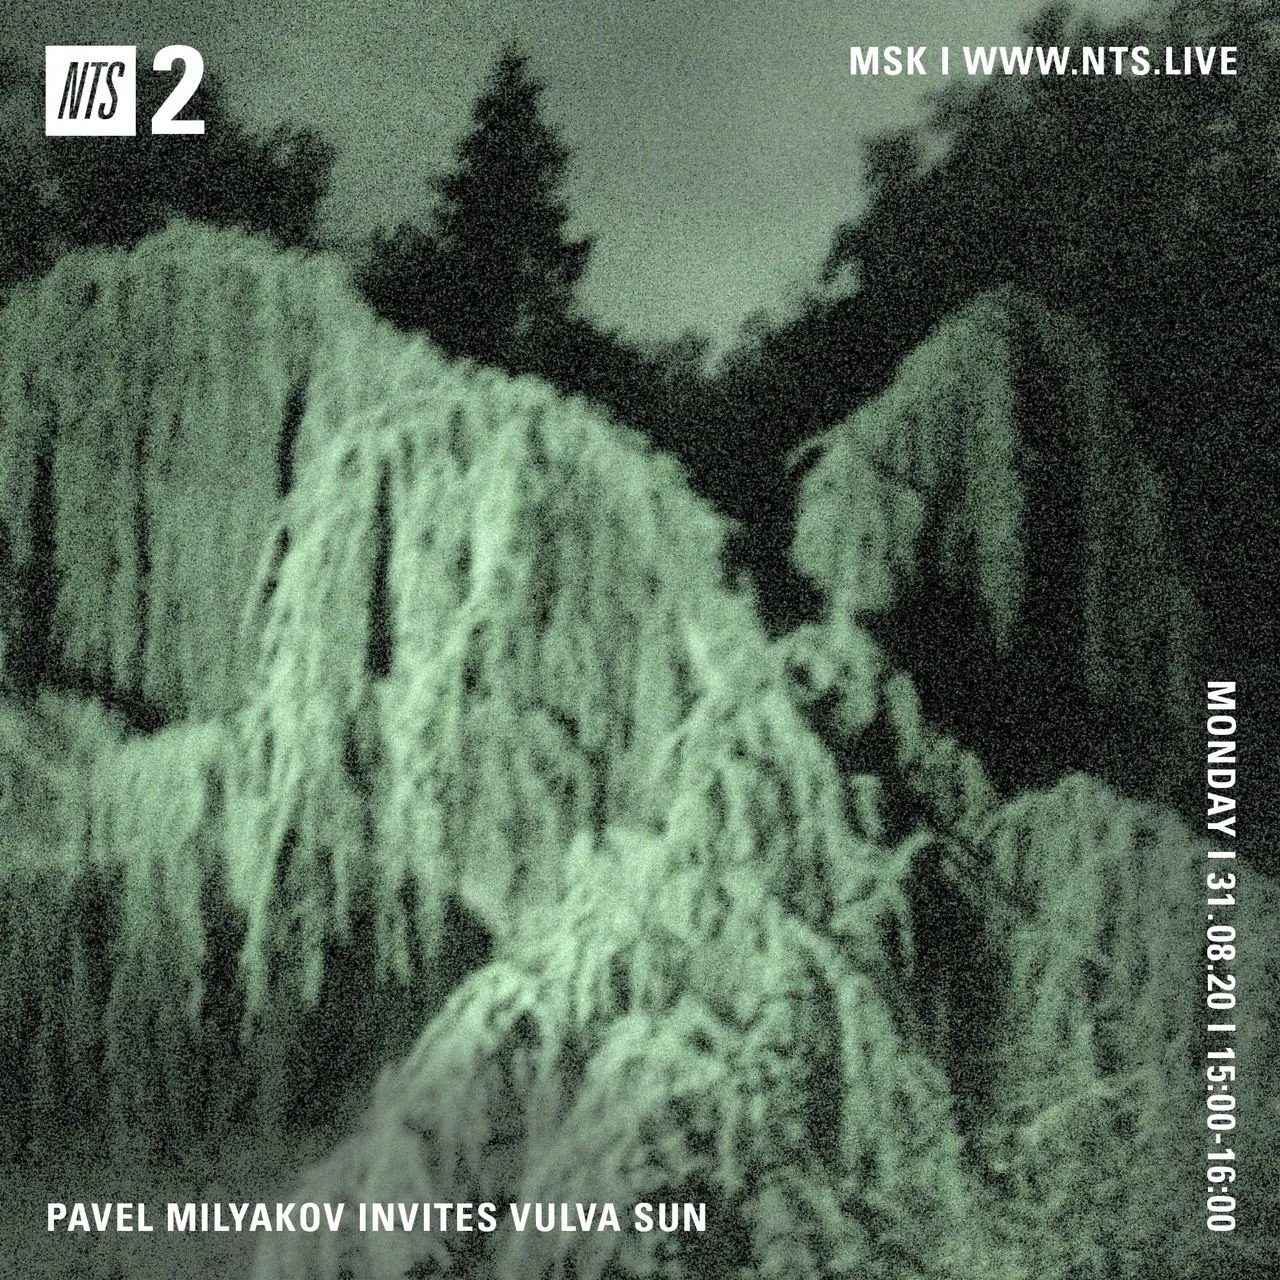 NTS 2
MSK | WWW.NTS.LIVE
MONDAY | 31.08.20 | 15:00-16:00
PAVEL MILYAKOV INVITES VULVA SUN